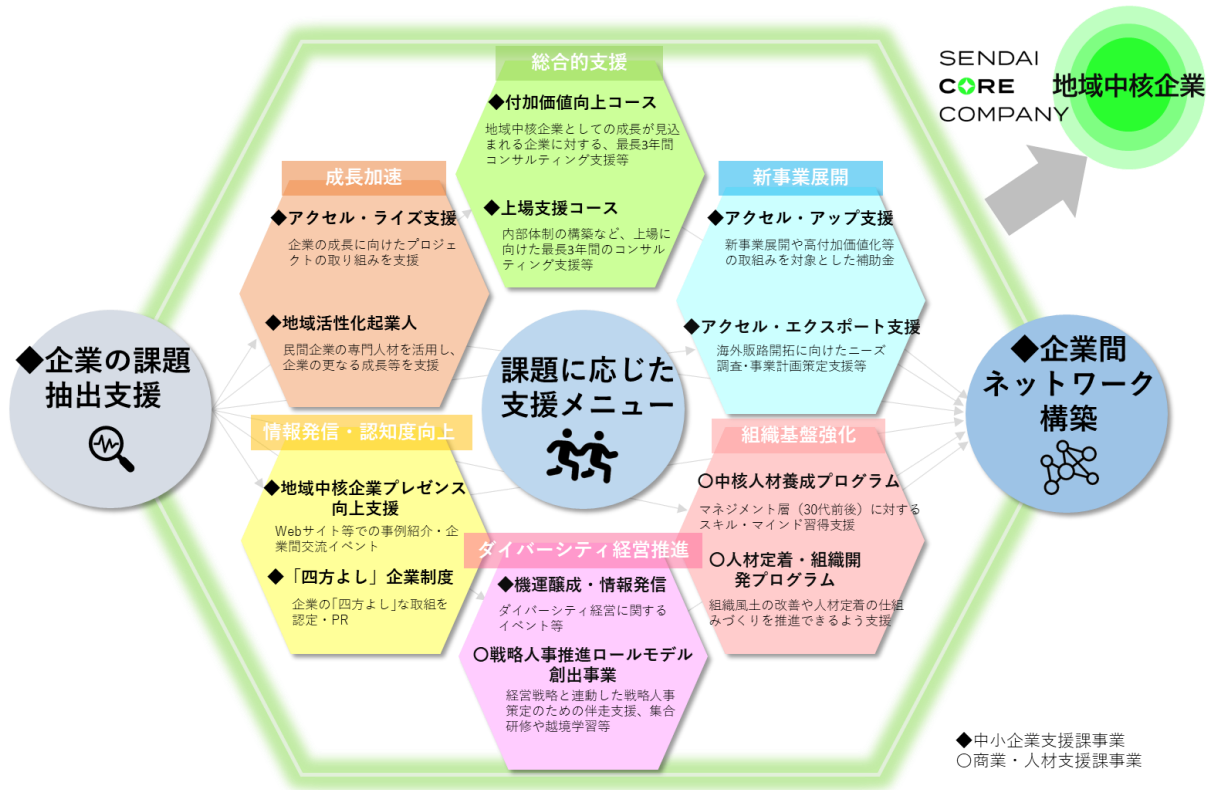 SENDAI
CORE
COMPANY
地域中核企業
総合的支援
◆付加価値向上コース
地域中核企業としての成長が見込
まれる企業に対する、最長3年間
コンサルティング支援等
◆上場支援コース
内部体制の構築など、上場に
向けた最長3年間のコンサル
ティング支援等
成長加速
◆アクセル・ライズ支援
企業の成長に向けたプロジェ
クトの取り組みを支援
◆地域活性化起業人
民間企業の専門人材を活用し、
企業の更なる成長等を支援
新事業展開
◆アクセル・アップ支援
新事業展開や高付加価値化等
の取組みを対象とした補助金
◆アクセル・エクスポート支援
海外販路開拓に向けたニーズ
調査・事業計画策定支援等
◆企業の課題
抽出支援
課題に応じた
支援メニュー
◆企業間
ネットワーク
構築
情報発信・認知度向上
◆地域中核企業プレゼンス
向上支援
Webサイト等での事例紹介・企
業間交流イベント
◆「四方よし」企業制度
企業の｢四方よし｣な取組を
認定・PR
組織基盤強化
○中核人材養成プログラム
マネジメント層（30代前後）に対する
スキル・マインド習得支援
○人材定着・組織開
発プログラム
組織風土の改善や人材定着の仕組
みづくりを推進できるよう支援
ダイバーシティ経営推進
◆機運醸成・情報発信
ダイバーシティ経営に関する
イベント等
○戦略人事推進ロールモデル
創出事業
経営戦略と連動した戦略人事
策定のための伴走支援、集合
研修や越境学習等
◆中小企業支援課事業
○商業・人材支援課事業